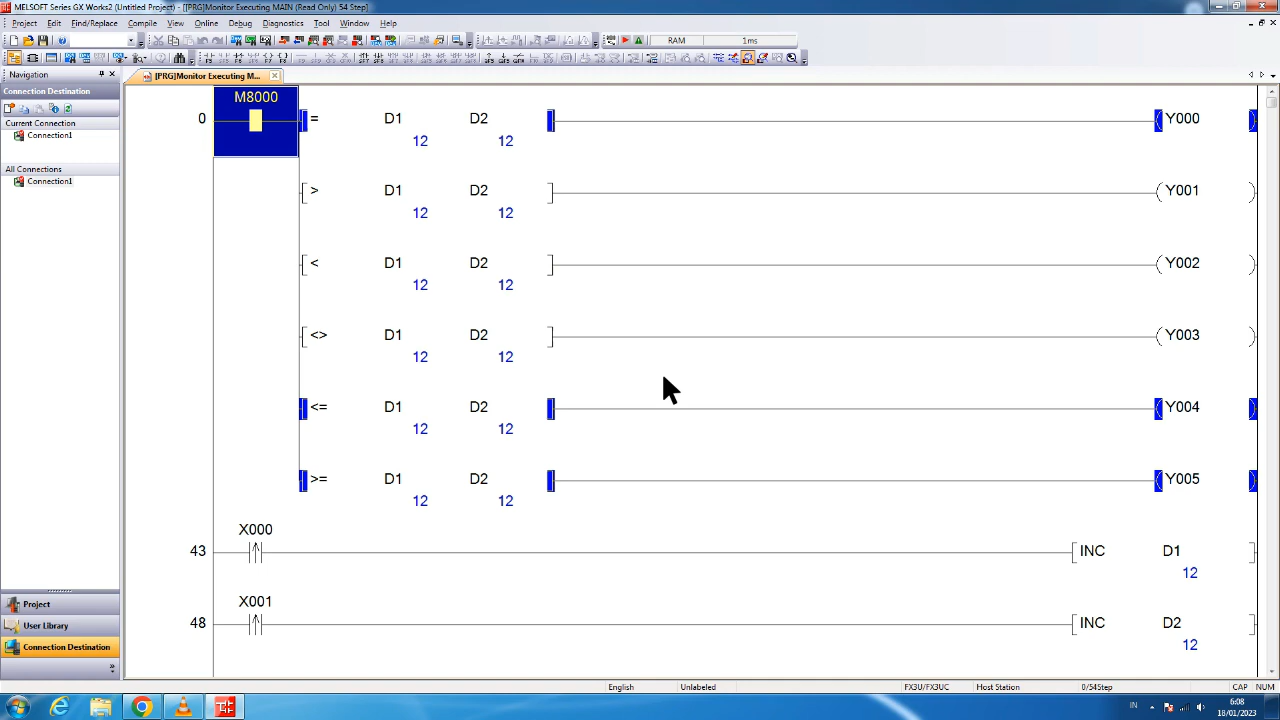 MELSOFT Series GX Works2 (Untitled Project) - [[PRG]Monitor Executing MAIN (Read Only) 54 Step]
Project Edit Find/Replace Compile View Online Debug Diagnostics Tool Window Help
RAM 1ms
Navigation
[PRG]Monitor Executing M...
Connection Destination
Current Connection
Connection1
All Connections
Connection1
M8000
0 = D1 D2 Y000
12 12
> D1 D2 Y001
12 12
< D1 D2 Y002
12 12
<> D1 D2 Y003
12 12
<= D1 D2 Y004
12 12
>= D1 D2 Y005
12 12
X000
43 INC D1
12
X001
48 INC D2
12
Project
User Library
Connection Destination
English Unlabeled FX3U/FX3UC Host Station 0/54Step CAP NUM
IN 6:08
18/01/2023